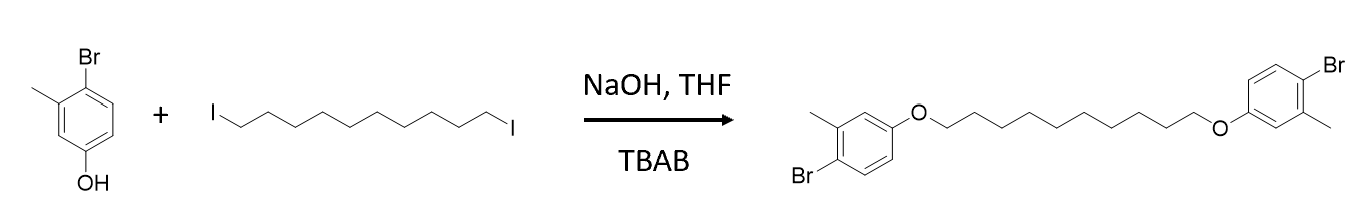 Br
OH
+
I
I
NaOH, THF
TBAB
Br
O
O
Br